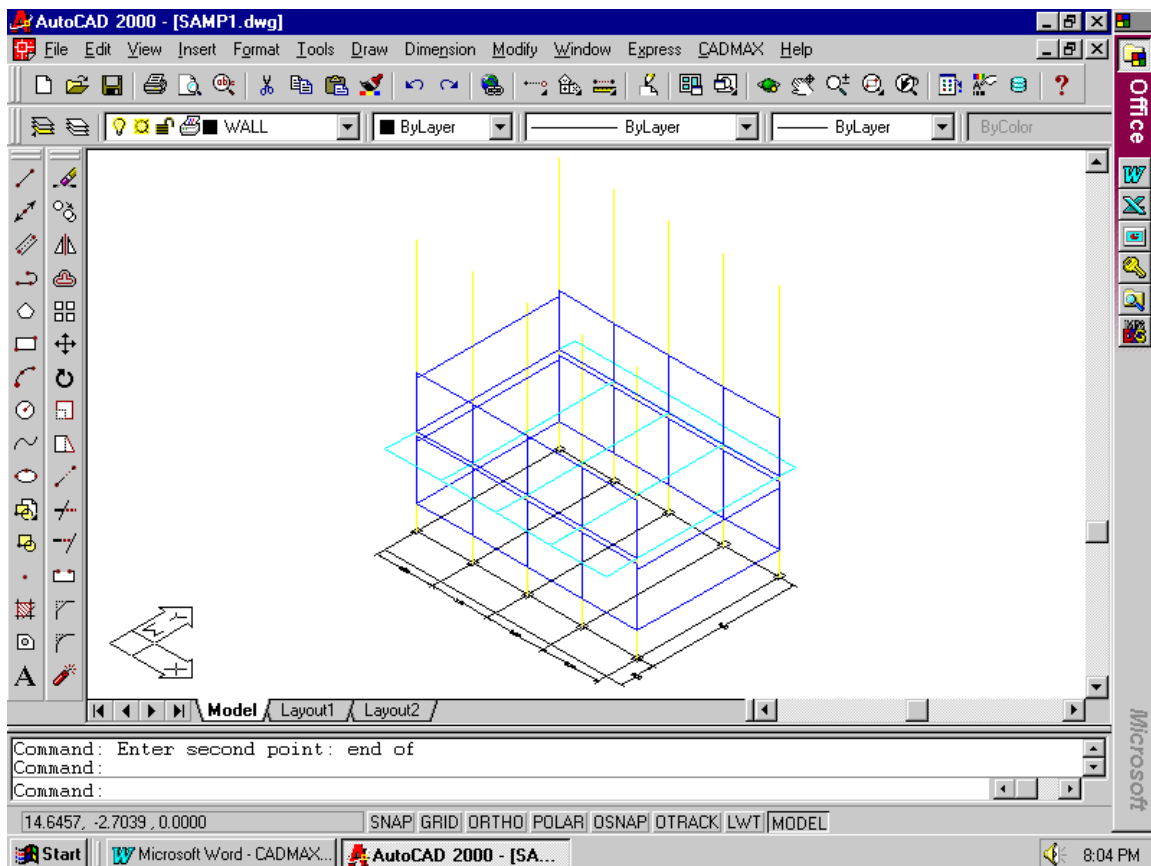 AutoCAD 2000 - [SAMP1.dwg]
File Edit View Insert Format Tools Draw Dimension Modify Window Express CADMAX Help
WALL ByLayer ByLayer ByLayer ByColor
Office
A
Y
W
X
Model Layout1 Layout2
Command: Enter second point: end of
Command:
Command:
Microsoft
14.6457, -2.7039 , 0.0000 SNAP GRID ORTHO POLAR OSNAP OTRACK LWT MODEL
Start Microsoft Word - CADMAX... AutoCAD 2000 - [SA... 8:04 PM